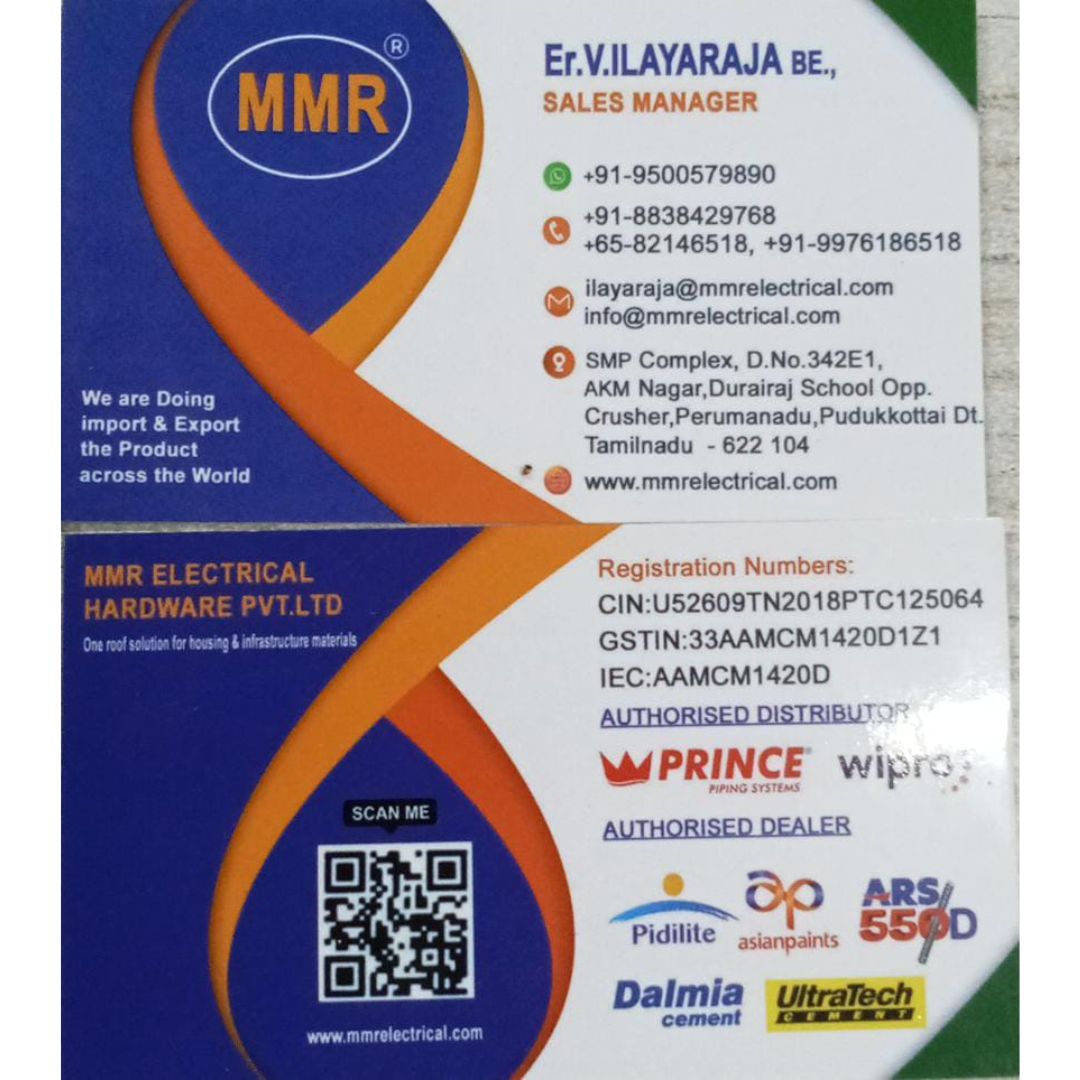 MMR
®
Er.V.ILAYARAJA BE.,
SALES MANAGER
+91-9500579890
+91-8838429768
+65-82146518, +91-9976186518
ilayaraja@mmrelectrical.com
info@mmrelectrical.com
SMP Complex, D.No.342E1,
AKM Nagar,Durairaj School Opp.
Crusher,Perumanadu,Pudukkottai Dt.
Tamilnadu - 622 104
www.mmrelectrical.com
We are Doing
import & Export
the Product
across the World
MMR ELECTRICAL
HARDWARE PVT.LTD
One roof solution for housing & infrastructure materials
SCAN ME
www.mmrelectrical.com
Registration Numbers:
CIN:U52609TN2018PTC125064
GSTIN:33AAMCM1420D1Z1
IEC:AAMCM1420D
AUTHORISED DISTRIBUTOR
PRINCE
PIPING SYSTEMS
wipro
AUTHORISED DEALER
Pidilite
ap
asianpaints
ARS
550D
Dalmia
cement
UltraTech
CEMENT